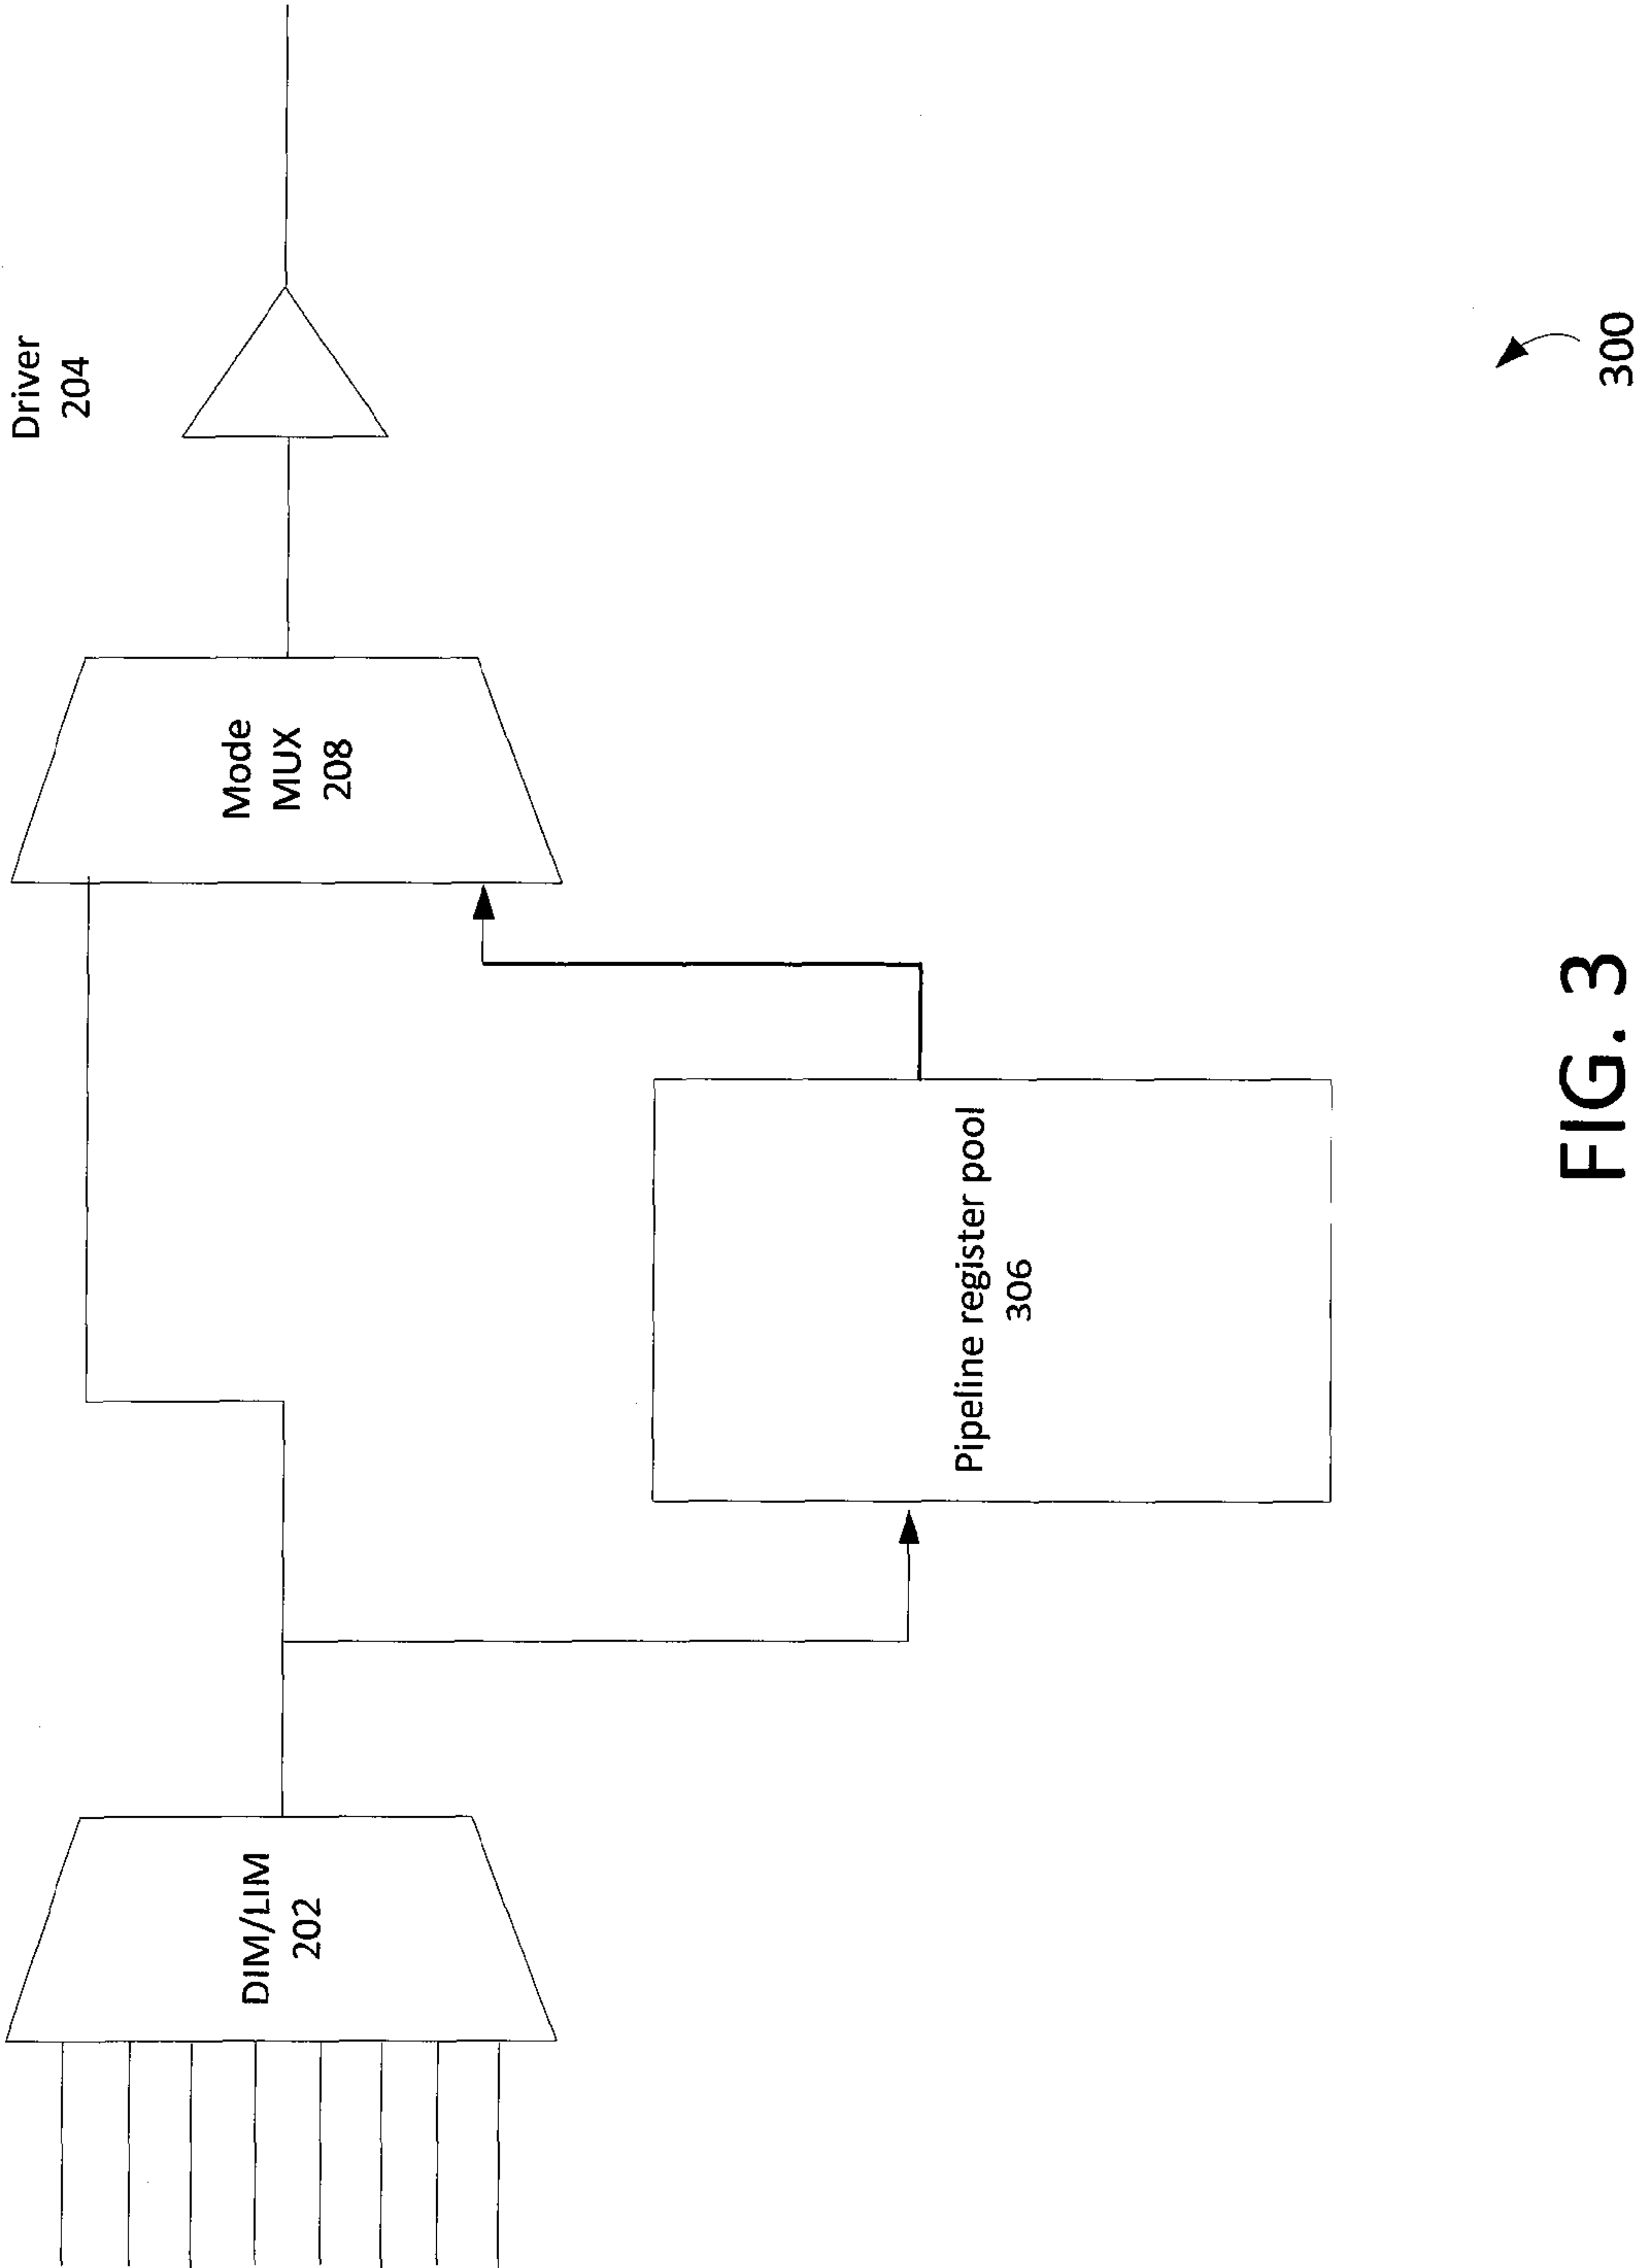 DIM/LIM
202
Pipeline register pool
306
Mode
MUX
208
Driver
204
300
FIG. 3